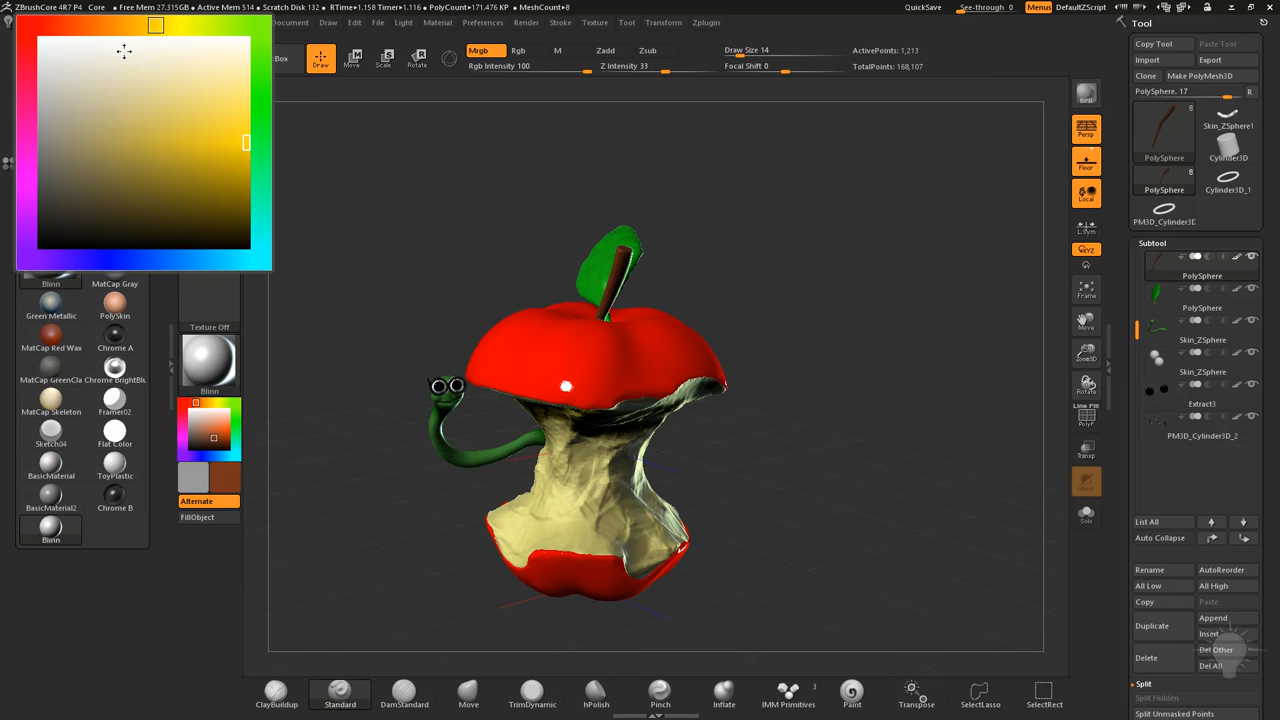 ZBrushCore 4R7 P4 Core • Free Mem 27.315GB • Active Mem 514 • Scratch Disk 132 • RTime▸1.158 Timer▸1.116 • PolyCount▸171.476 KP • MeshCount▸8
QuickSave See-through 0 Menus DefaultZScript
Document Draw Edit File Light Material Preferences Render Stroke Texture Tool Transform Zplugin
Tool
Copy Tool Paste Tool
Import Export
Clone Make PolyMesh3D
PolySphere. 17 R
8
PolySphere
Skin_ZSphere1
Cylinder3D
8
PolySphere
Cylinder3D_1
PM3D_Cylinder3D
Box
Draw Move Scale Rotate
Mrgb Rgb M Zadd Zsub
Rgb Intensity 100 Z Intensity 33
Draw Size 14
Focal Shift 0
ActivePoints: 1,213
TotalPoints: 168,107
BPR
Persp
Floor
Local
L.Sym
XYZ
Frame
Move
Zoom3D
Rotate
Line Fill
PolyF
Transp
Solo
Subtool
PolySphere
PolySphere
Skin_ZSphere
Skin_ZSphere
Extract3
PM3D_Cylinder3D_2
List All
Auto Collapse
Rename AutoReorder
All Low All High
Copy Paste
Duplicate
Append
Insert
Delete
Del Other
Del All
Split
Split Hidden
Split Unmasked Points
Blinn MatCap Gray
Green Metallic PolySkin
MatCap Red Wax Chrome A
MatCap GreenCla Chrome BrightBlu
MatCap Skeleton Framer02
Sketch04 Flat Color
BasicMaterial ToyPlastic
BasicMaterial2 Chrome B
Blinn
Texture Off
Blinn
Alternate
FillObject
ClayBuildup Standard DamStandard Move TrimDynamic hPolish Pinch Inflate IMM Primitives 3 Paint Transpose SelectLasso SelectRect